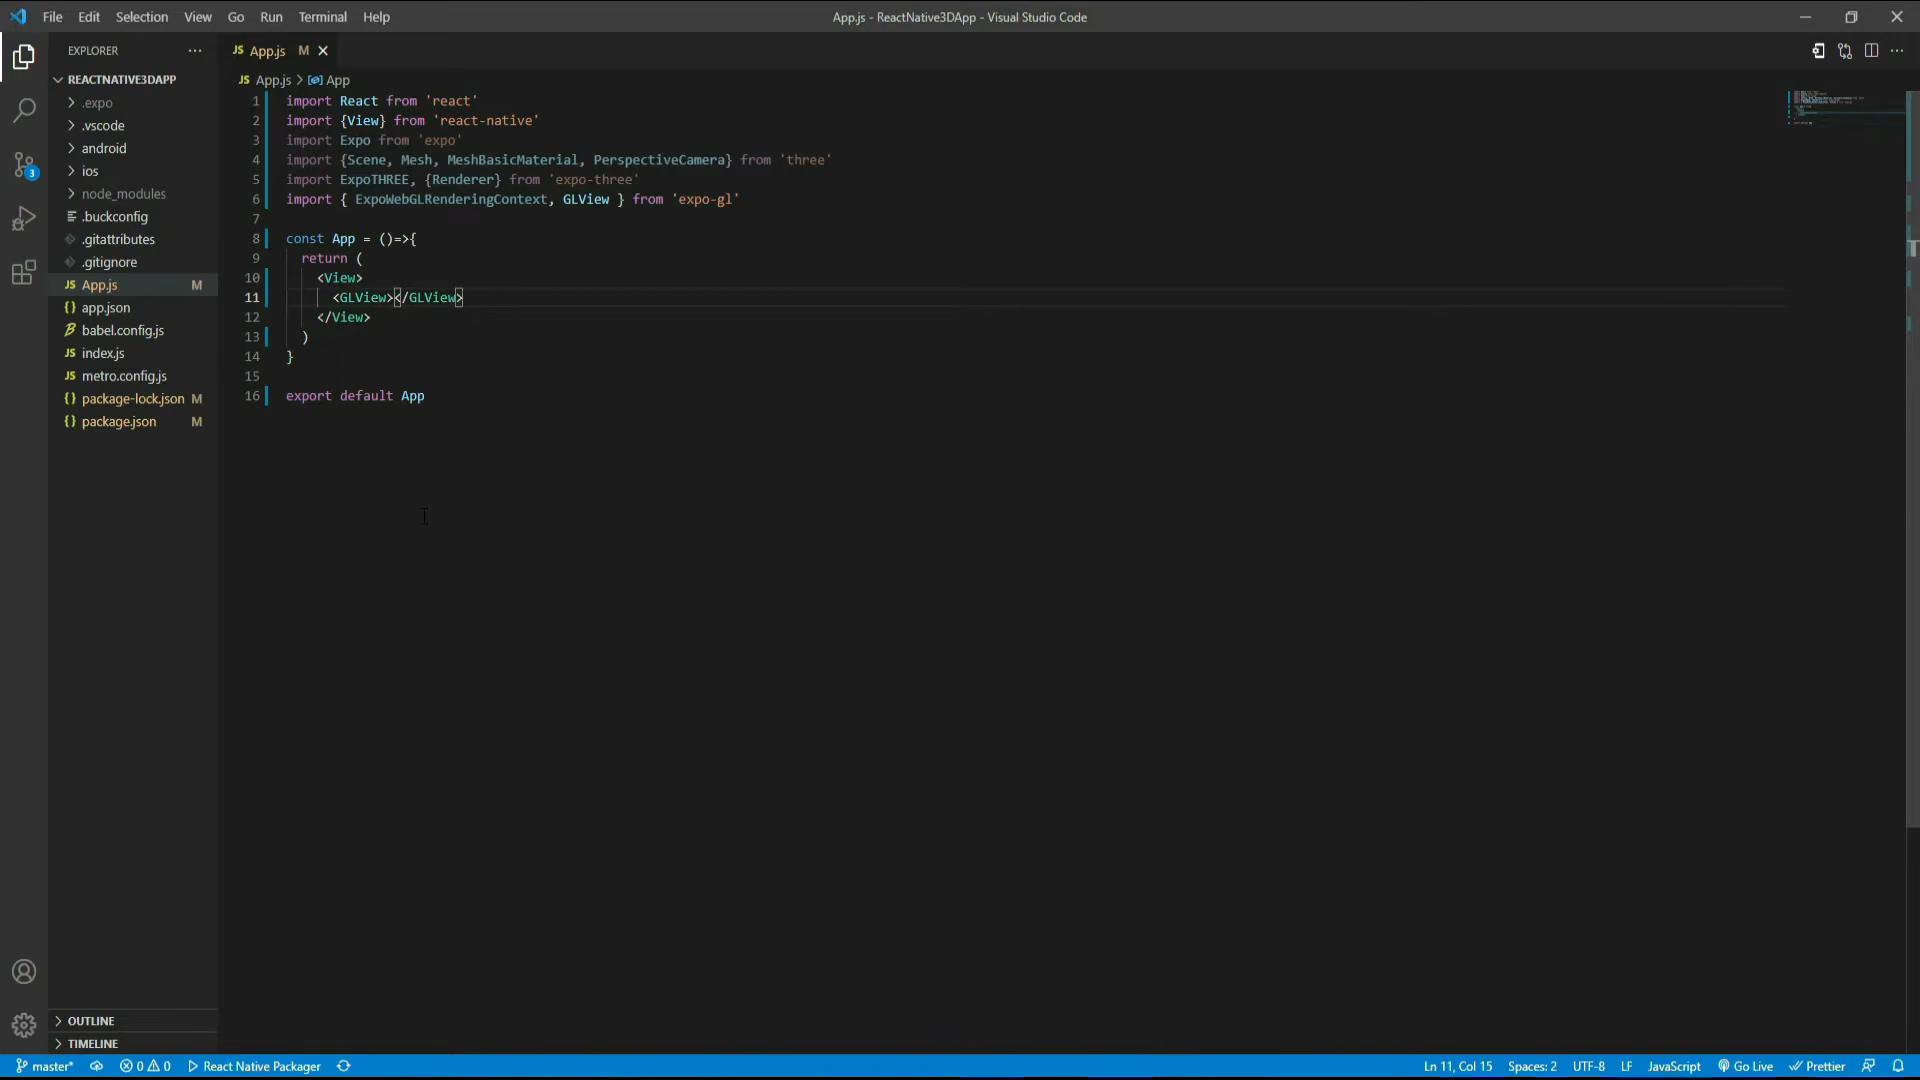 File Edit Selection View Go Run Terminal Help
App.js - ReactNative3DApp - Visual Studio Code
EXPLORER
JS App.js M
REACTNATIVE3DAPP
JS App.js > App
.expo
.vscode
android
ios
node_modules
.buckconfig
.gitattributes
.gitignore
JS App.js M
{} app.json
babel.config.js
JS index.js
JS metro.config.js
{} package-lock.json M
{} package.json M
3
1 import React from 'react'
2 import {View} from 'react-native'
3 import Expo from 'expo'
4 import {Scene, Mesh, MeshBasicMaterial, PerspectiveCamera} from 'three'
5 import ExpoTHREE, {Renderer} from 'expo-three'
6 import { ExpoWebGLRenderingContext, GLView } from 'expo-gl'
7
8 const App = ()=>{
9 return (
10 <View>
11 <GLView></GLView>
12 </View>
13 )
14 }
15
16 export default App
OUTLINE
TIMELINE
master* 0 0 React Native Packager
Ln 11, Col 15 Spaces: 2 UTF-8 LF JavaScript Go Live Prettier